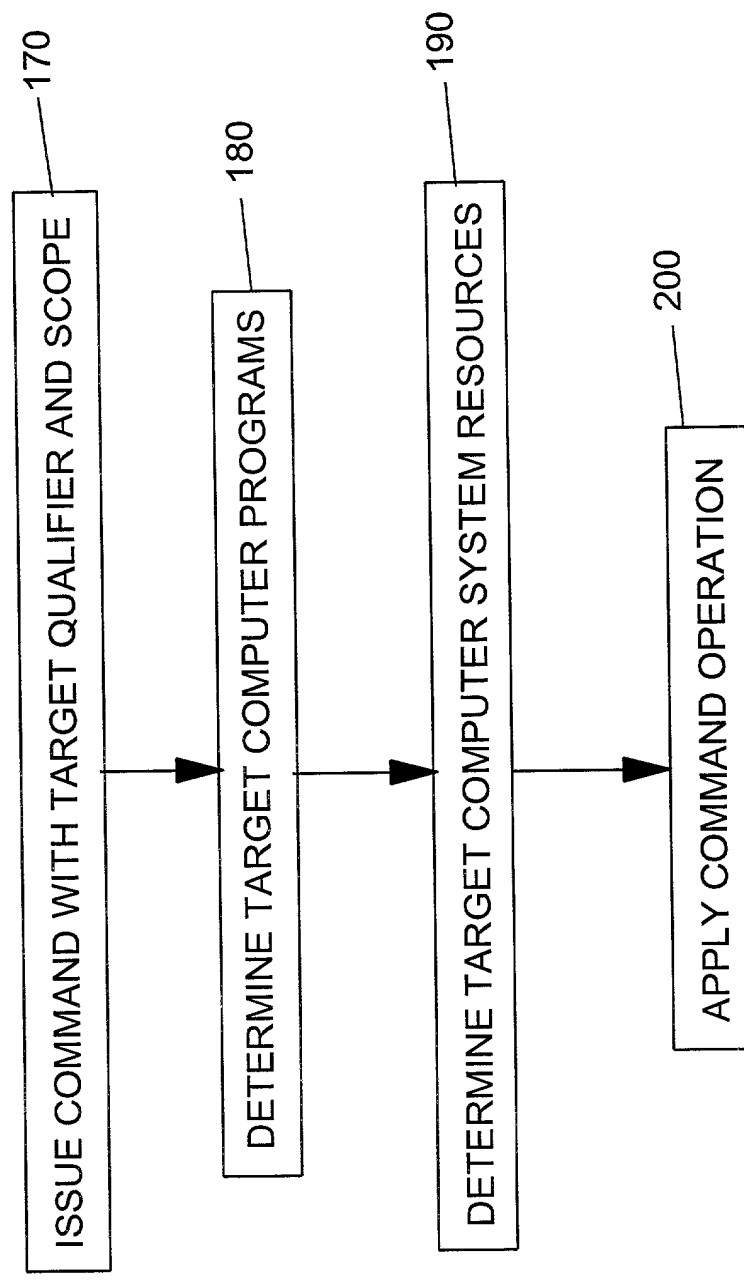 ISSUE COMMAND WITH TARGET QUALIFIER AND SCOPE
170
DETERMINE TARGET COMPUTER PROGRAMS
180
DETERMINE TARGET COMPUTER SYSTEM RESOURCES
190
APPLY COMMAND OPERATION
200